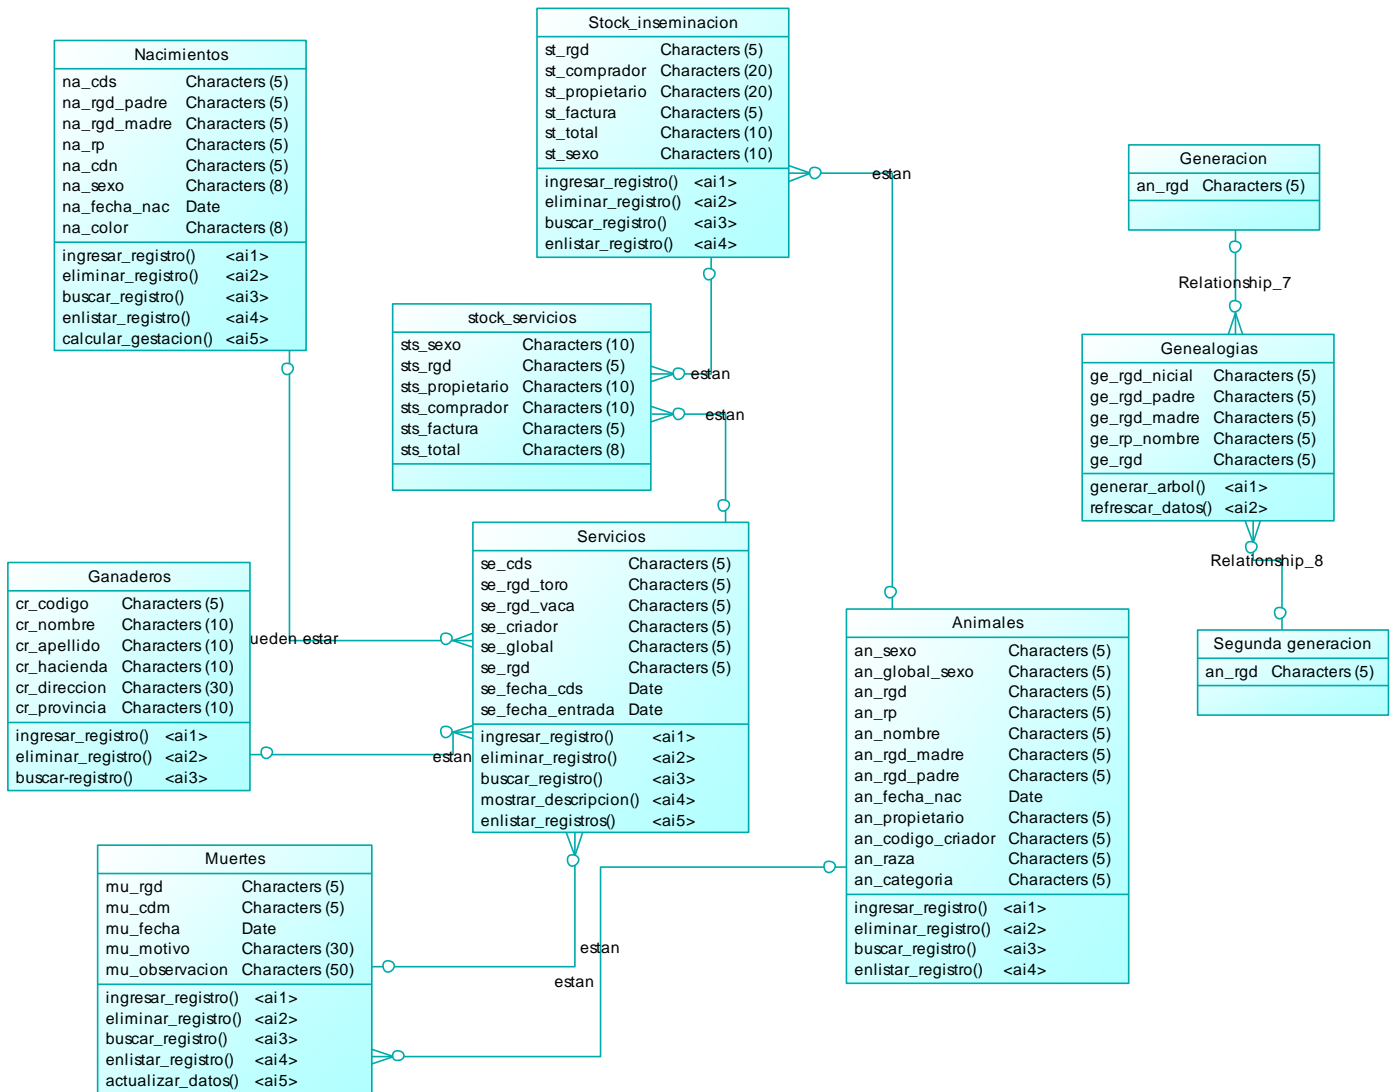 Stock_inseminacion
st_rgd Characters (5)
st_comprador Characters (20)
st_propietario Characters (20)
st_factura Characters (5)
st_total Characters (10)
st_sexo Characters (10)
ingresar_registro() <ai1>
eliminar_registro() <ai2>
buscar_registro() <ai3>
enlistar_registro() <ai4>
Nacimientos
na_cds Characters (5)
na_rgd_padre Characters (5)
na_rgd_madre Characters (5)
na_rp Characters (5)
na_cdn Characters (5)
na_sexo Characters (8)
na_fecha_nac Date
na_color Characters (8)
ingresar_registro() <ai1>
eliminar_registro() <ai2>
buscar_registro() <ai3>
enlistar_registro() <ai4>
calcular_gestacion() <ai5>
estan
Generacion
an_rgd Characters (5)
Relationship_7
stock_servicios
sts_sexo Characters (10)
sts_rgd Characters (5)
sts_propietario Characters (10)
sts_comprador Characters (10)
sts_factura Characters (5)
sts_total Characters (8)
estan
estan
Genealogias
ge_rgd_nicial Characters (5)
ge_rgd_padre Characters (5)
ge_rgd_madre Characters (5)
ge_rp_nombre Characters (5)
ge_rgd Characters (5)
generar_arbol() <ai1>
refrescar_datos() <ai2>
Relationship_8
Servicios
se_cds Characters (5)
se_rgd_toro Characters (5)
se_rgd_vaca Characters (5)
se_criador Characters (5)
se_global Characters (5)
se_rgd Characters (5)
se_fecha_cds Date
se_fecha_entrada Date
ingresar_registro() <ai1>
eliminar_registro() <ai2>
buscar_registro() <ai3>
mostrar_descripcion() <ai4>
enlistar_registros() <ai5>
Ganaderos
cr_codigo Characters (5)
cr_nombre Characters (10)
cr_apellido Characters (10)
cr_hacienda Characters (10)
cr_direccion Characters (30)
cr_provincia Characters (10)
ingresar_registro() <ai1>
eliminar_registro() <ai2>
buscar-registro() <ai3>
ueden estar
estan
Animales
an_sexo Characters (5)
an_global_sexo Characters (5)
an_rgd Characters (5)
an_rp Characters (5)
an_nombre Characters (5)
an_rgd_madre Characters (5)
an_rgd_padre Characters (5)
an_fecha_nac Date
an_propietario Characters (5)
an_codigo_criador Characters (5)
an_raza Characters (5)
an_categoria Characters (5)
ingresar_registro() <ai1>
eliminar_registro() <ai2>
buscar_registro() <ai3>
enlistar_registro() <ai4>
Segunda generacion
an_rgd Characters (5)
Muertes
mu_rgd Characters (5)
mu_cdm Characters (5)
mu_fecha Date
mu_motivo Characters (30)
mu_observacion Characters (50)
ingresar_registro() <ai1>
eliminar_registro() <ai2>
buscar_registro() <ai3>
enlistar_registro() <ai4>
actualizar_datos() <ai5>
estan
estan